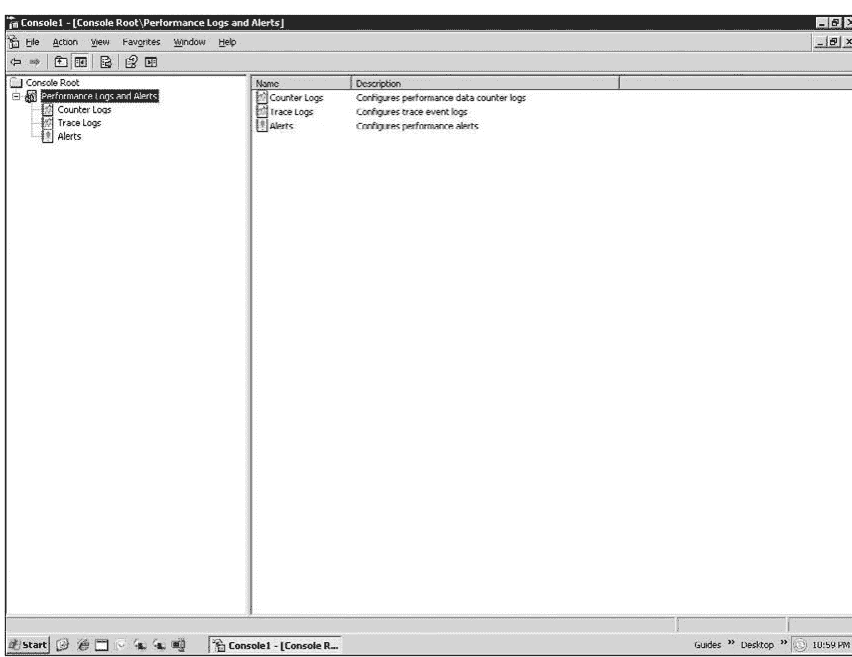 Console1 - [Console Root\Performance Logs and Alerts]
File Action View Favorites Window Help
Console Root
Performance Logs and Alerts
Counter Logs
Trace Logs
Alerts
Name Description
Counter Logs Configures performance data counter logs
Trace Logs Configures trace event logs
Alerts Configures performance alerts
Start Console1 - [Console R... Guides » Desktop » 10:59 PM